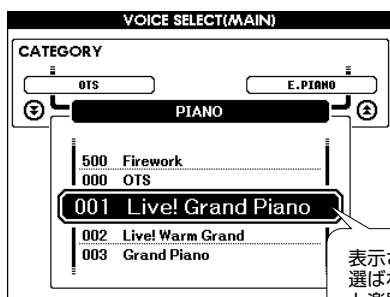 VOICE SELECT(MAIN)
CATEGORY
OTS
E.PIANO
PIANO
500 Firework
000 OTS
001 Live! Grand Piano
002 Live! Warm Grand
003 Grand Piano
表示さ
選ばれ